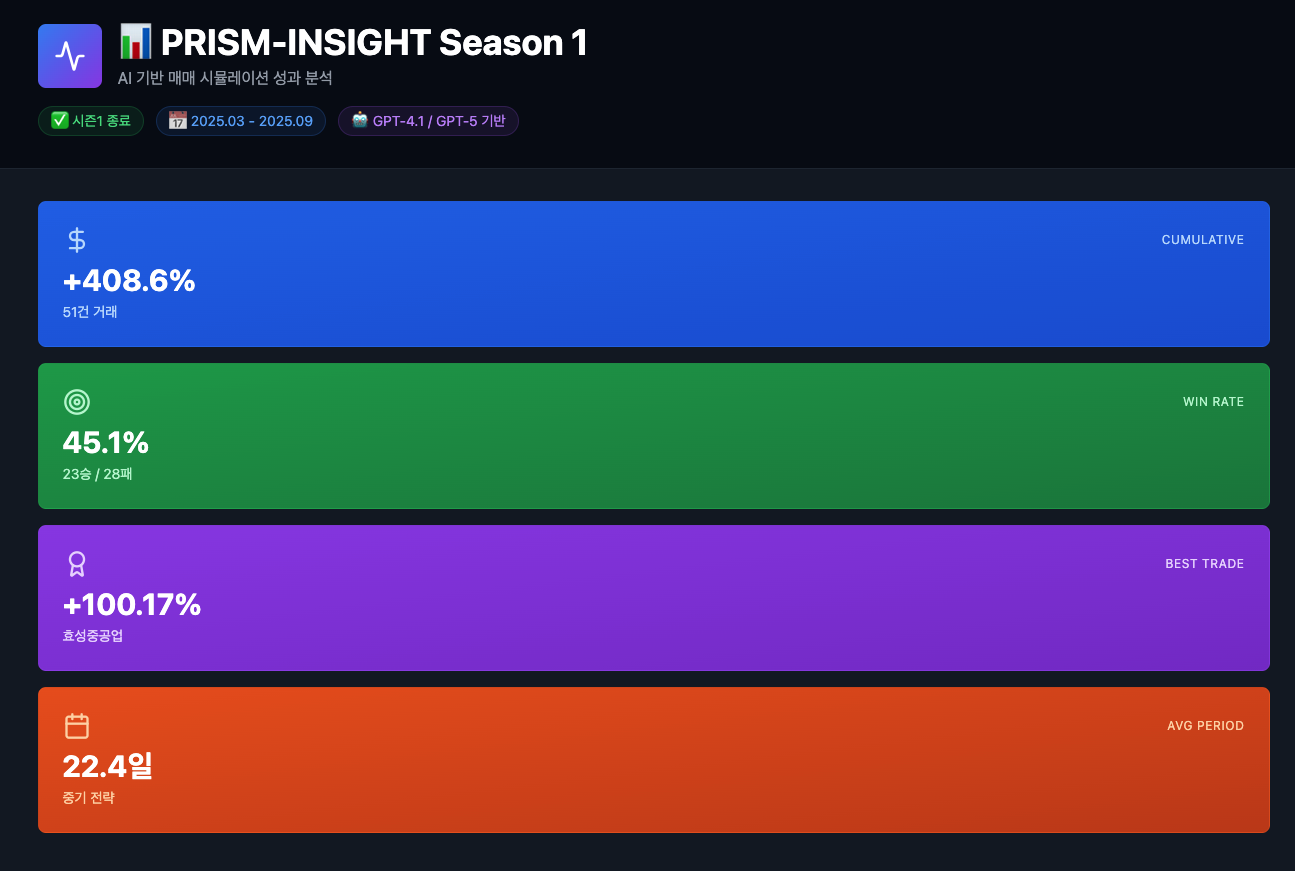 📊 PRISM-INSIGHT Season 1
AI 기반 매매 시뮬레이션 성과 분석
✅ 시즌1 종료
📅 2025.03 - 2025.09
🤖 GPT-4.1 / GPT-5 기반
CUMULATIVE
+408.6%
51건 거래
WIN RATE
45.1%
23승 / 28패
BEST TRADE
+100.17%
효성중공업
AVG PERIOD
22.4일
중기 전략